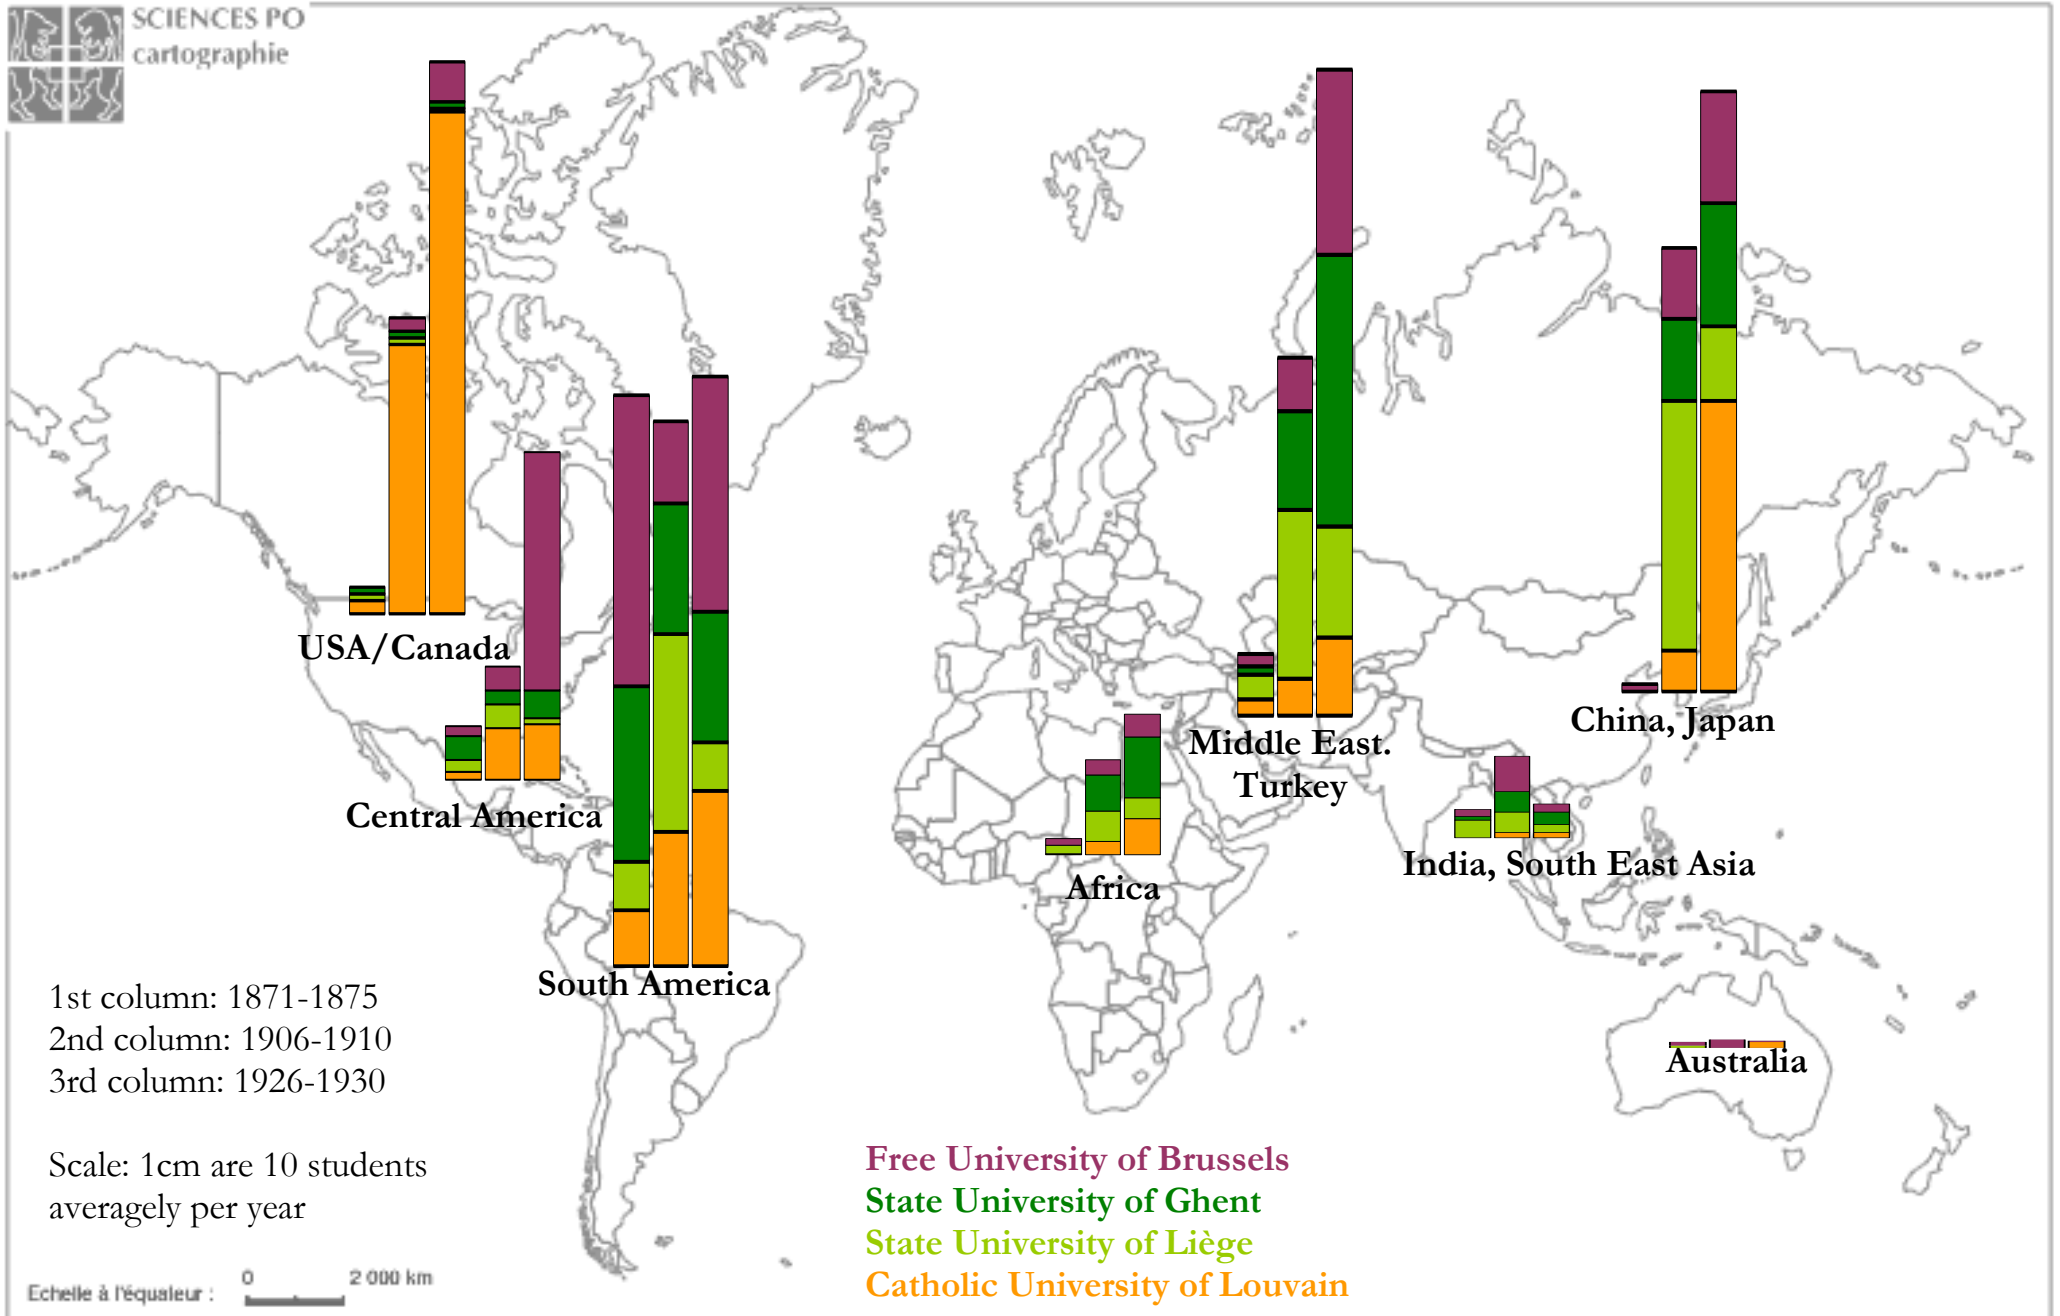 SCIENCES PO
cartographie
USA/Canada
Central America
South America
Middle East.
Turkey
China, Japan
Africa
India, South East Asia
Australia
1st column: 1871-1875
2nd column: 1906-1910
3rd column: 1926-1930
Scale: 1cm are 10 students
averagely per year
Free University of Brussels
State University of Ghent
State University of Liège
Catholic University of Louvain
Echelle à l'équateur :
0
2 000 km